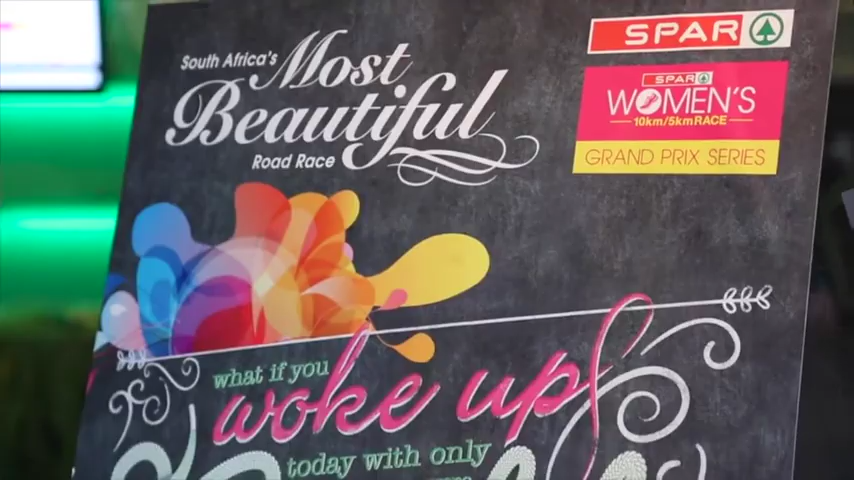 South Africa's Most
Beautiful
Road Race
SPAR
SPAR
WOMEN'S
10km/5km RACE
GRAND PRIX SERIES
what if you
woke up
today with only